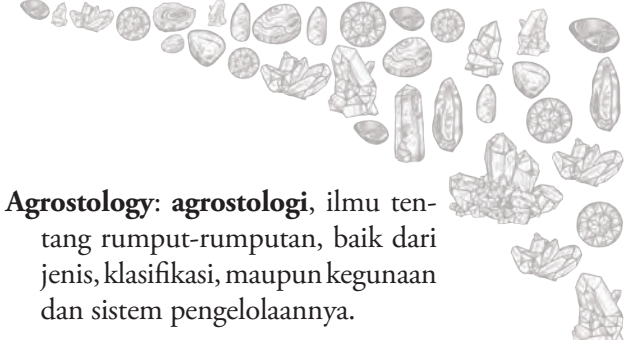 Agrostology: agrostologi, ilmu ten-
tang rumput-rumputan, baik dari
jenis, klasifikasi, maupun kegunaan
dan sistem pengelolaannya.